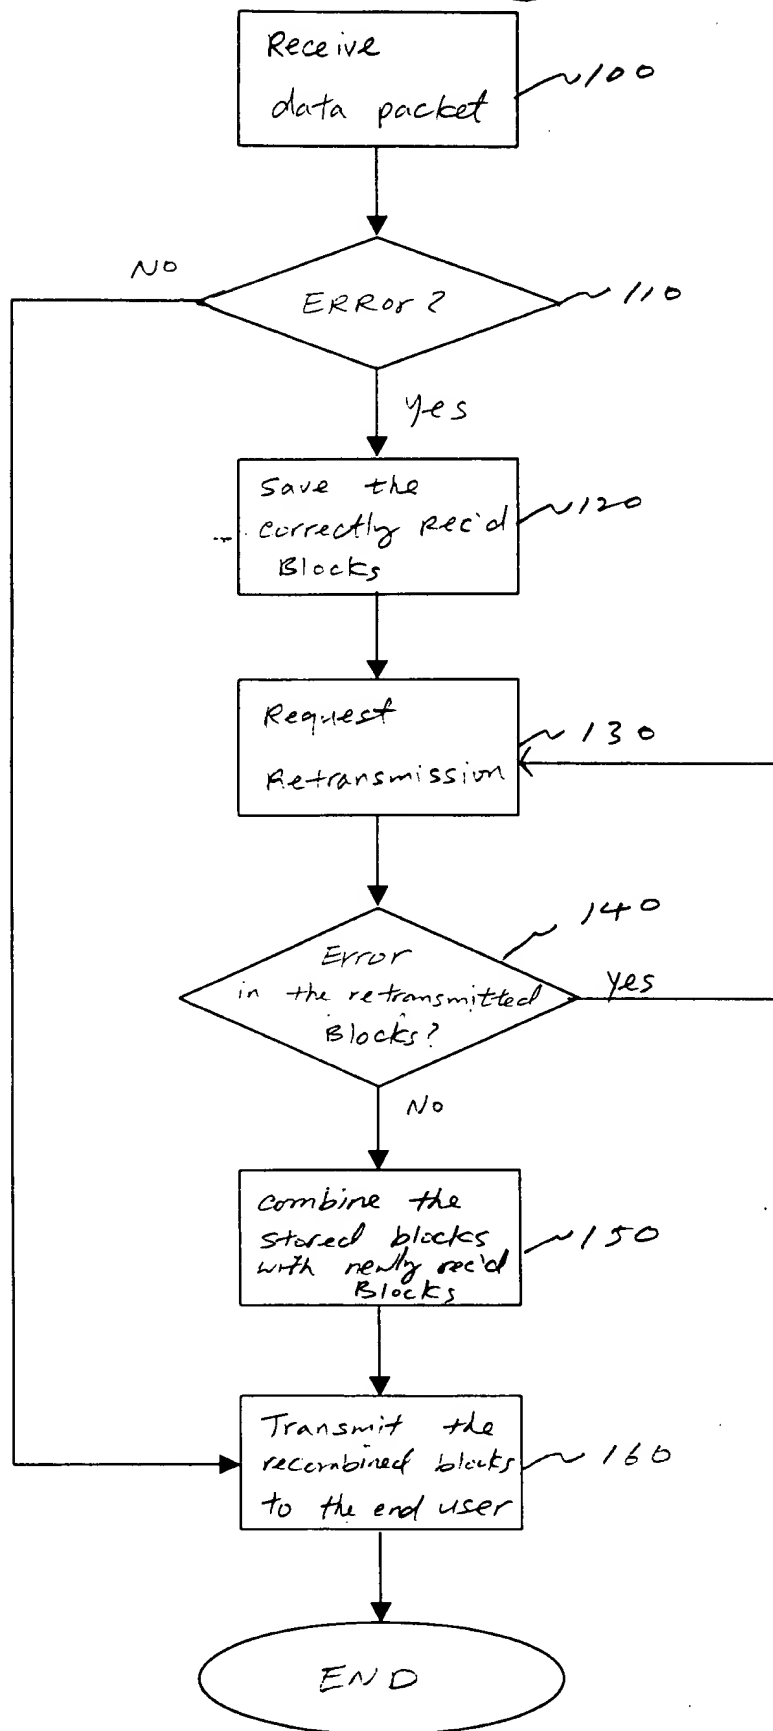 Receive
data packet
100
No
ERROr?
110
Yes
Save the
correctly Rec'd
Blocks
120
Request
Retransmission
130
140
Error
in the retransmitted
Blocks?
Yes
No
combine the
stored blocks
with newly rec'd
Blocks
150
Transmit the
recombined blocks
to the end user
160
END